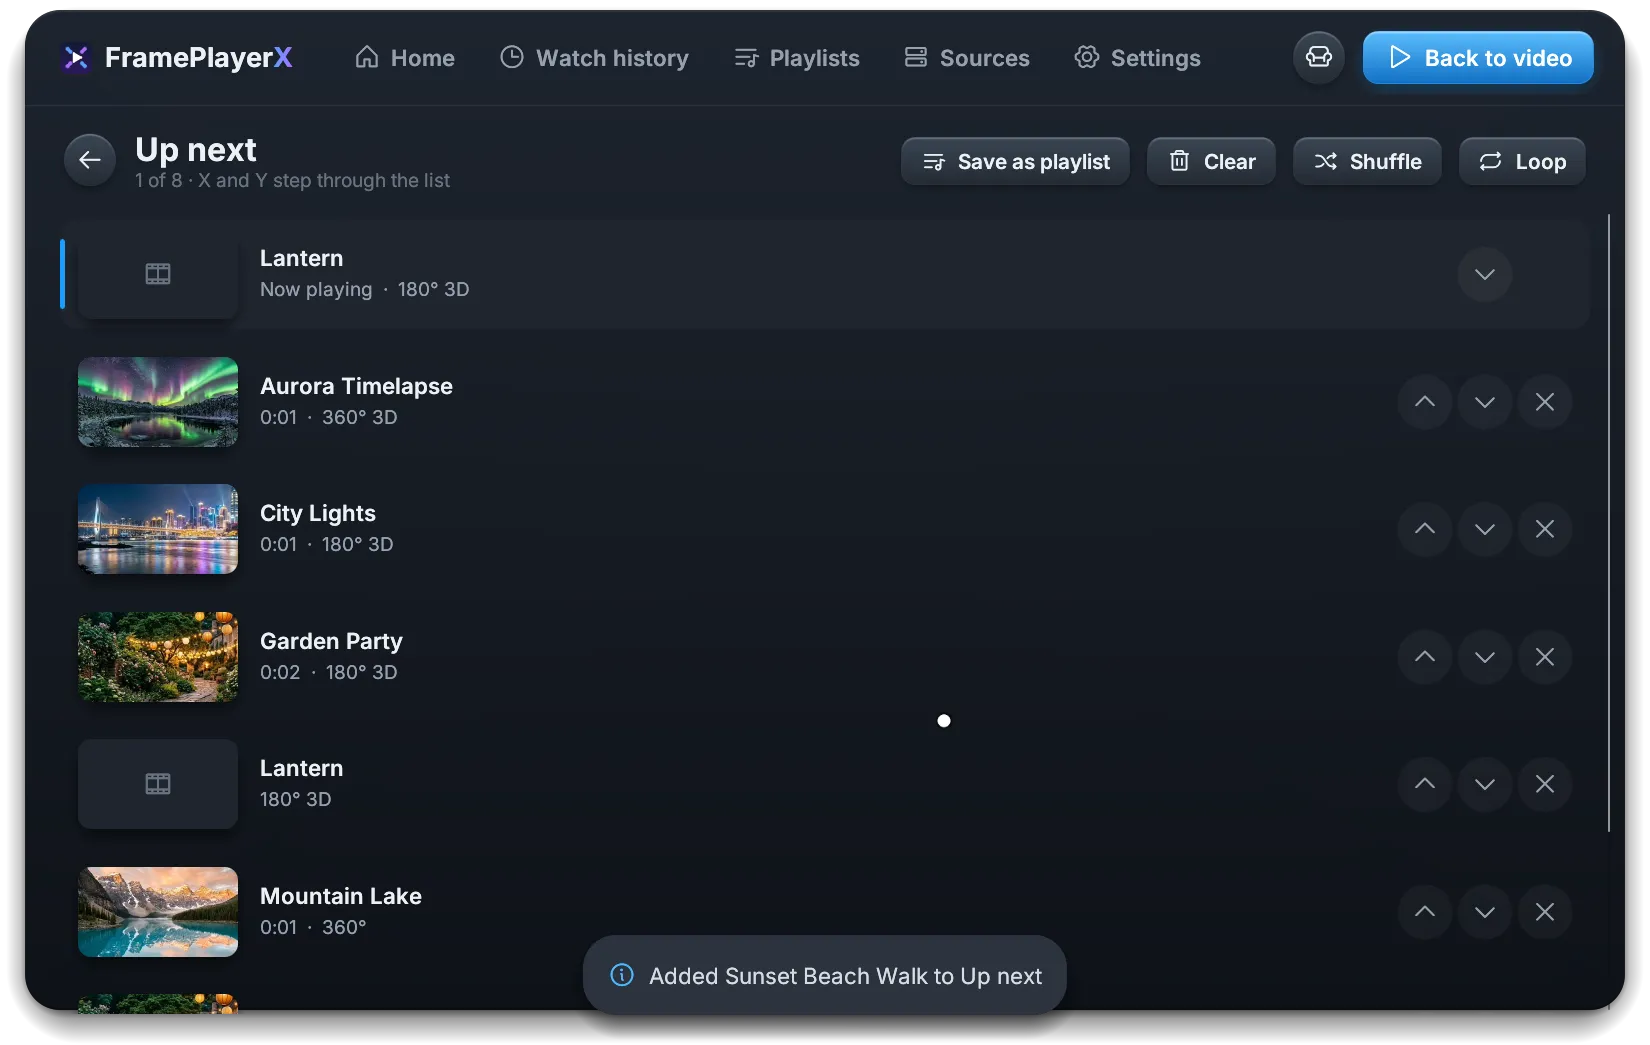 FramePlayerX
Home
Watch history
Playlists
Sources
Settings
Back to video
Up next
1 of 8 · X and Y step through the list
Save as playlist
Clear
Shuffle
Loop
Lantern
Now playing · 180° 3D
Aurora Timelapse
0:01 · 360° 3D
City Lights
0:01 · 180° 3D
Garden Party
0:02 · 180° 3D
Lantern
180° 3D
Mountain Lake
0:01 · 360°
Added Sunset Beach Walk to Up next